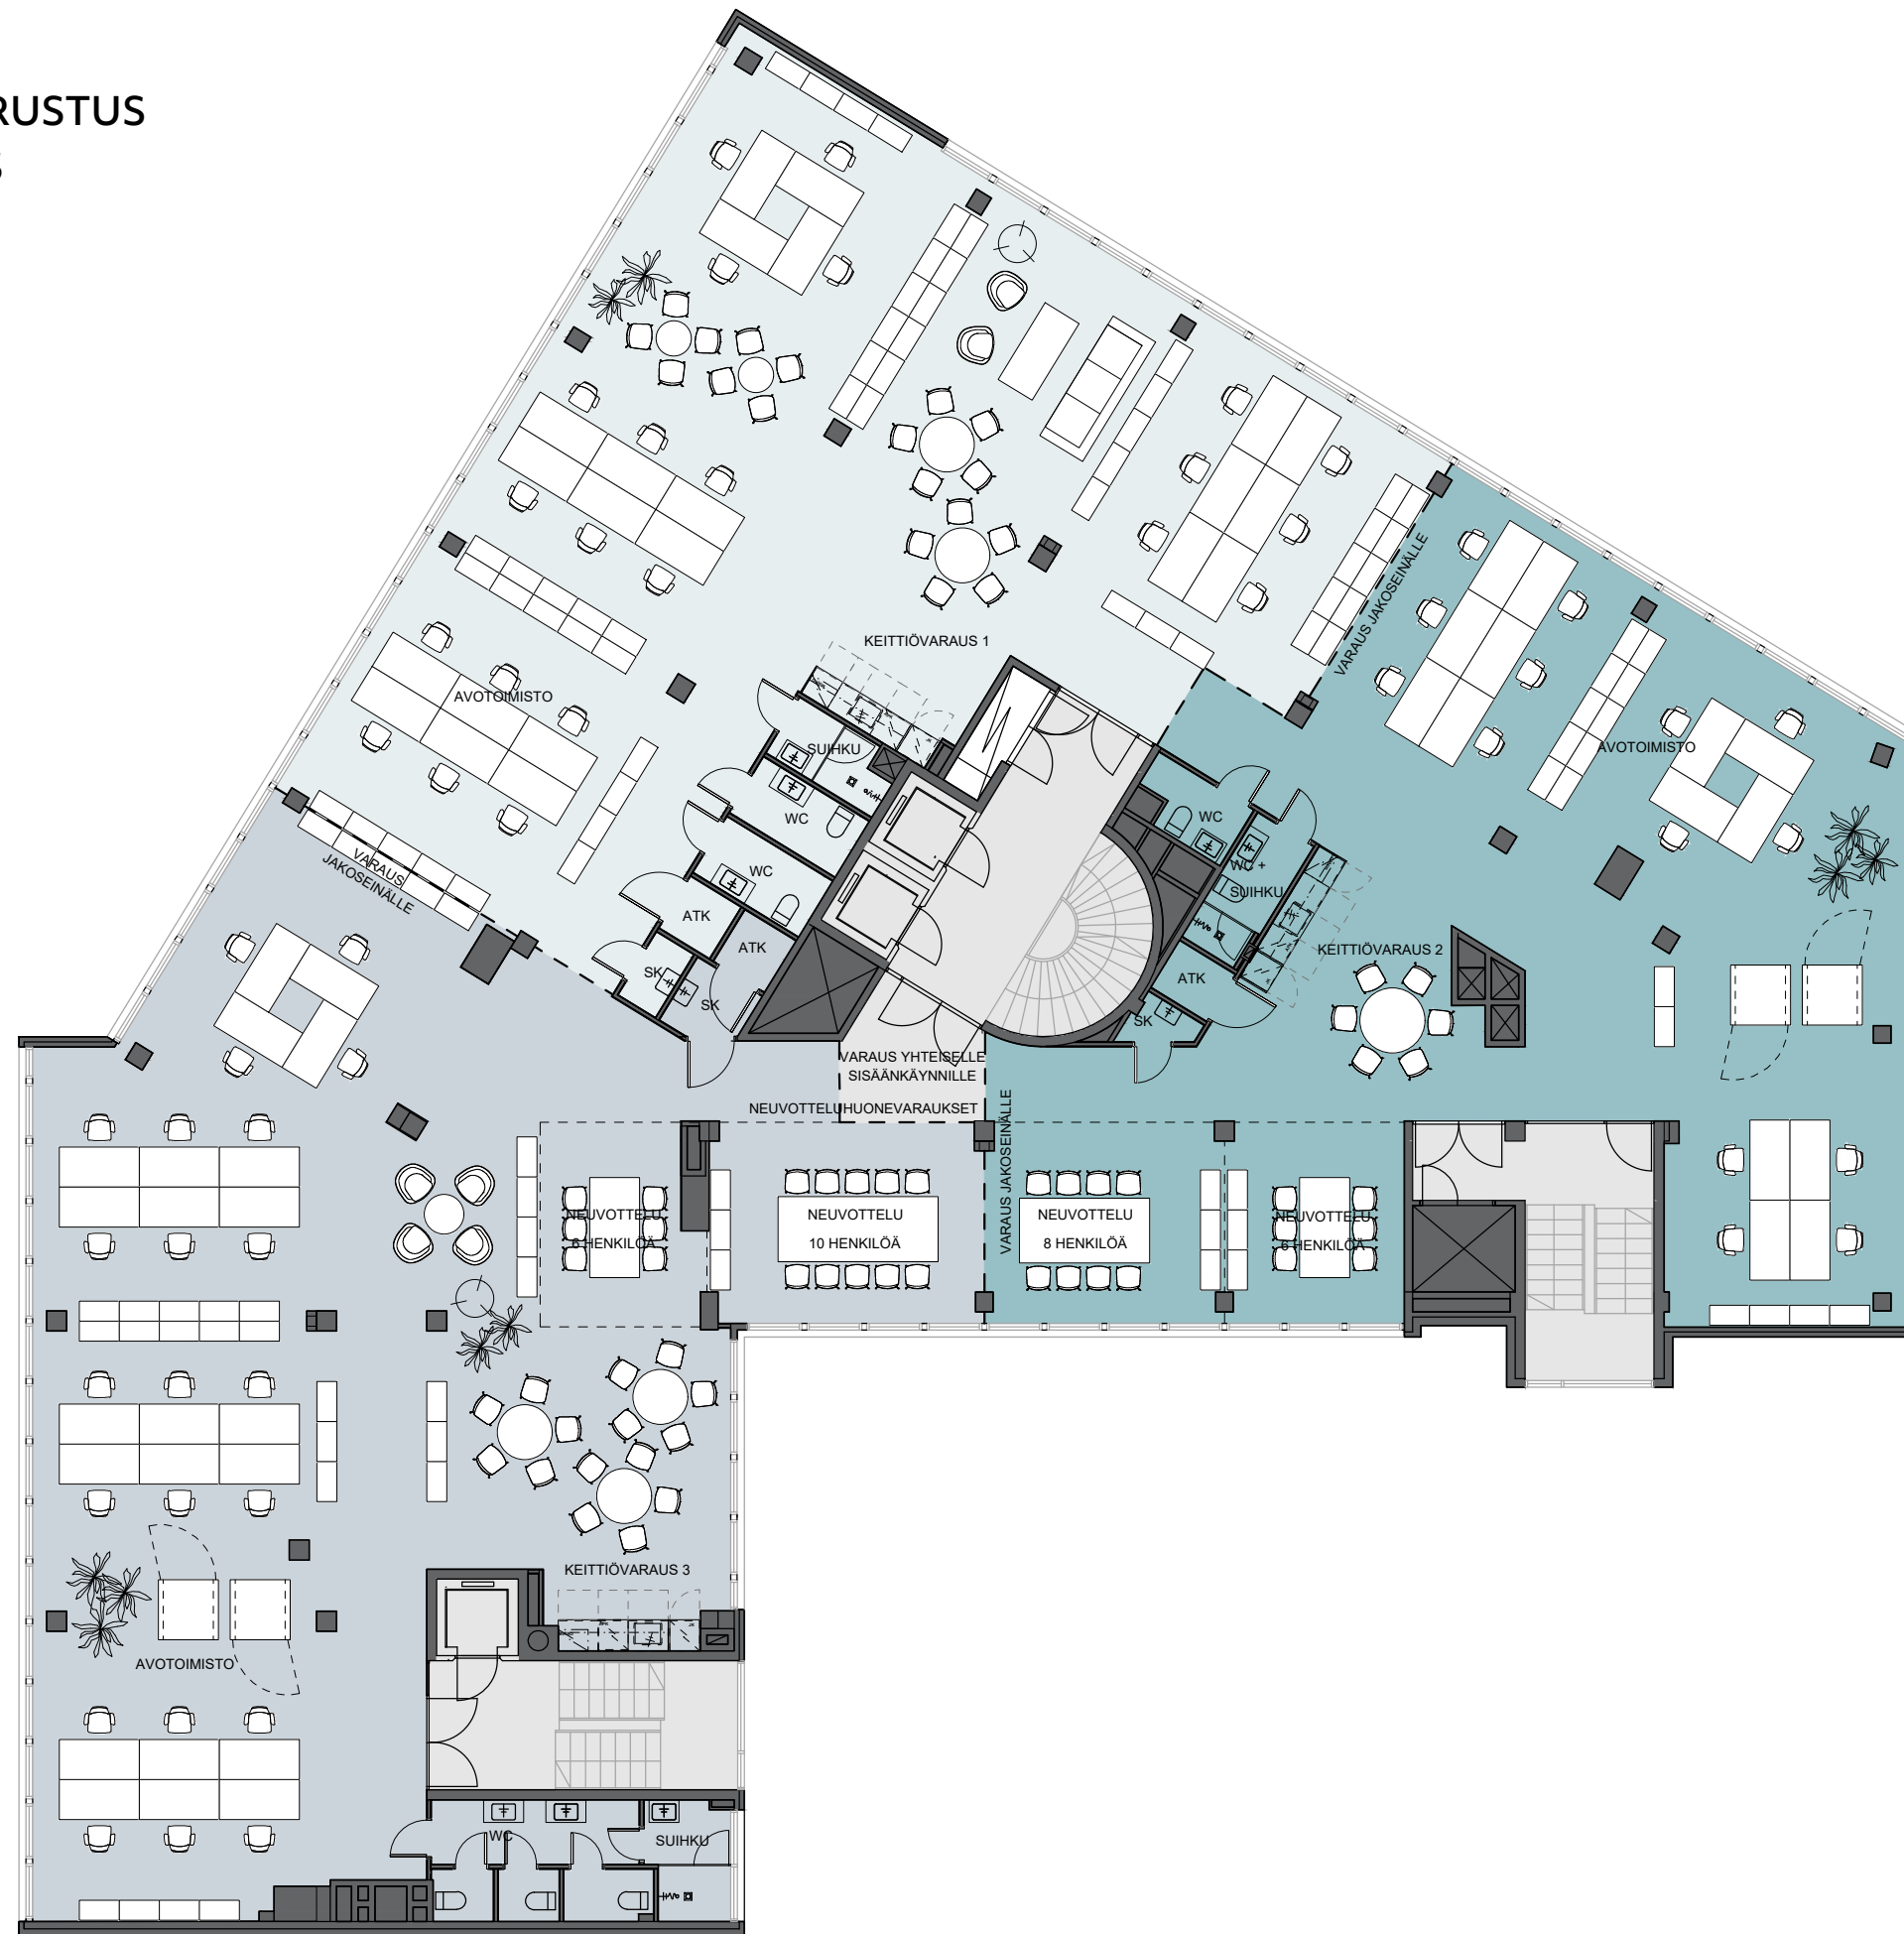 RUSTUS
S
KEITTIÖVARAUS 1
VARAUS JAKOSEINÄLLE
AVOTOIMISTO
AVOTOIMISTO
SUIHKU
WC
WC
WC +
SUIHKU
WC
VARAUS
JAKOSEINÄLLE
ATK
ATK
SK
SK
KEITTIÖVARAUS 2
ATK
SK
VARAUS YHTEISELLE
SISÄÄNKÄYNNILLE
NEUVOTTELUHUONEVARAUKSET
VARAUS JAKOSEINÄLLE
NEUVOTTELU
6 HENKILÖÄ
NEUVOTTELU
10 HENKILÖÄ
NEUVOTTELU
8 HENKILÖÄ
NEUVOTTELU
6 HENKILÖÄ
KEITTIÖVARAUS 3
AVOTOIMISTO
WC
SUIHKU